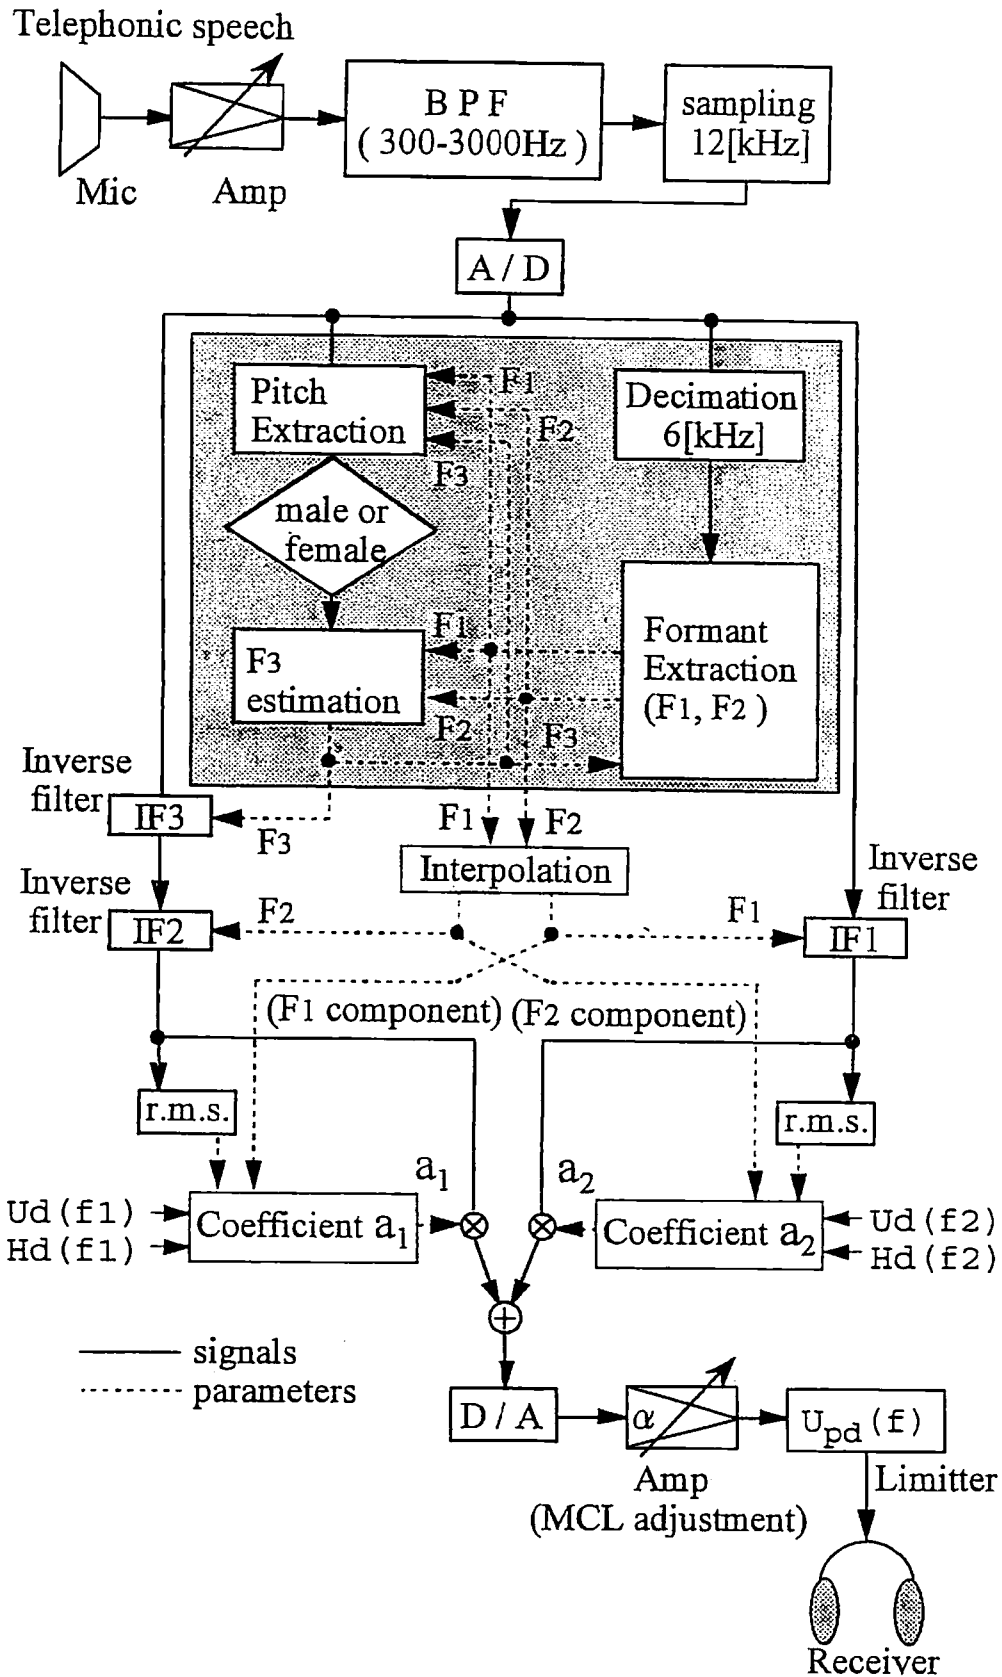 Telephonic speech
Mic
Amp
B P F
( 300-3000Hz )
sampling
12[kHz]
A / D
Pitch
Extraction
F1
F2
F3
Decimation
6[kHz]
male or
female
F1
F3
estimation
F2
F3
Formant
Extraction
(F1, F2 )
Inverse
filter
IF3
F3
F1
F2
Interpolation
Inverse
filter
IF2
F2
F1
Inverse
filter
IF1
(F1 component)
(F2 component)
r.m.s.
r.m.s.
a1
a2
Ud(f1)
Hd(f1)
Coefficient a1
Coefficient a2
Ud(f2)
Hd(f2)
signals
parameters
D / A
α
Upd(f)
Amp
(MCL adjustment)
Limitter
Receiver